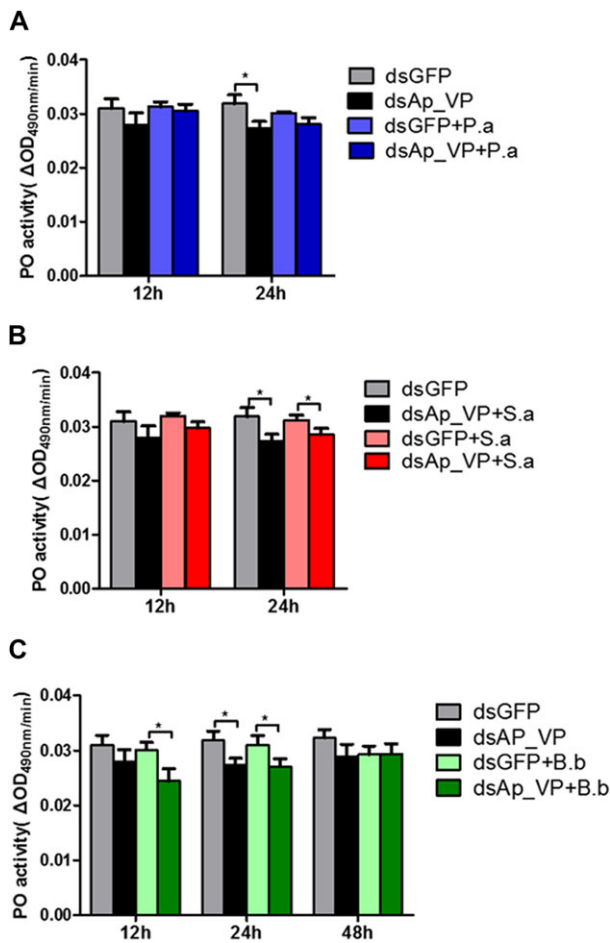 A
PO activity( ΔOD490nm/min)
0.04
0.03
0.02
0.01
0.00
*
12h
24h
dsGFP
dsAp_VP
dsGFP+P.a
dsAp_VP+P.a
B
PO activity( ΔOD490nm/min)
0.04
0.03
0.02
0.01
0.00
*
*
12h
24h
dsGFP
dsAp_VP+S.a
dsGFP+S.a
dsAp_VP+S.a
C
PO activity( ΔOD490nm/min)
0.04
0.03
0.02
0.01
0.00
*
*
*
12h
24h
48h
dsGFP
dsAP_VP
dsGFP+B.b
dsAp_VP+B.b